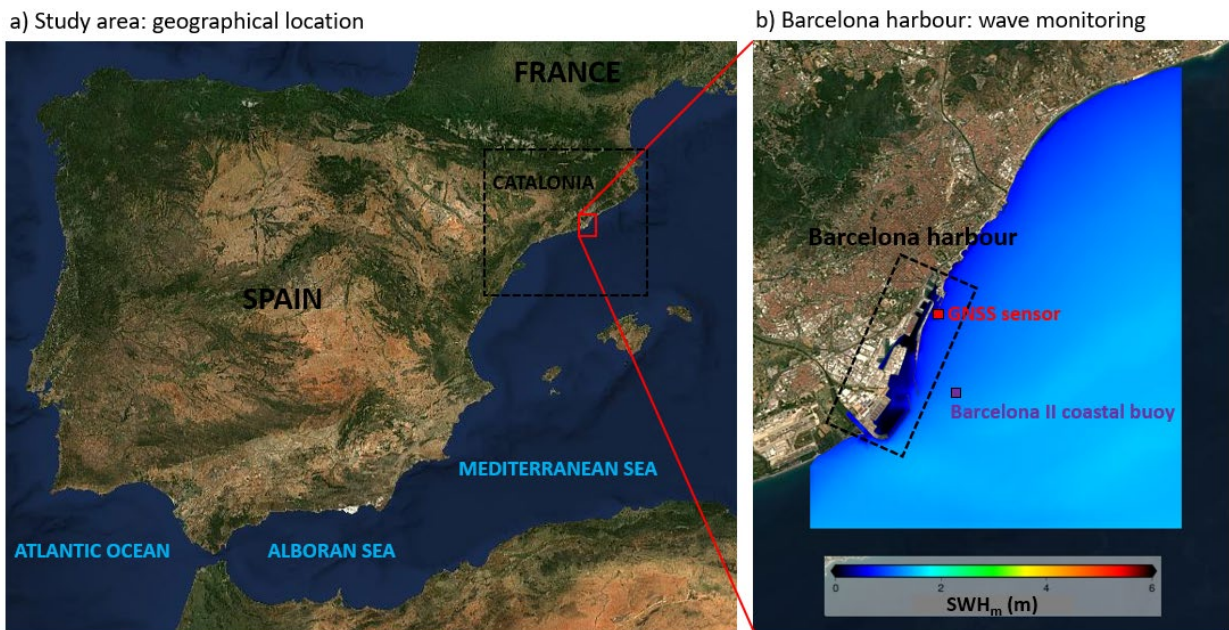 a) Study area: geographical location
b) Barcelona harbour: wave monitoring
FRANCE
CATALONIA
SPAIN
MEDITERRANEAN SEA
ATLANTIC OCEAN
ALBORAN SEA
Barcelona harbour
GNSS sensor
Barcelona II coastal buoy
0 2 4 6
SWHm (m)